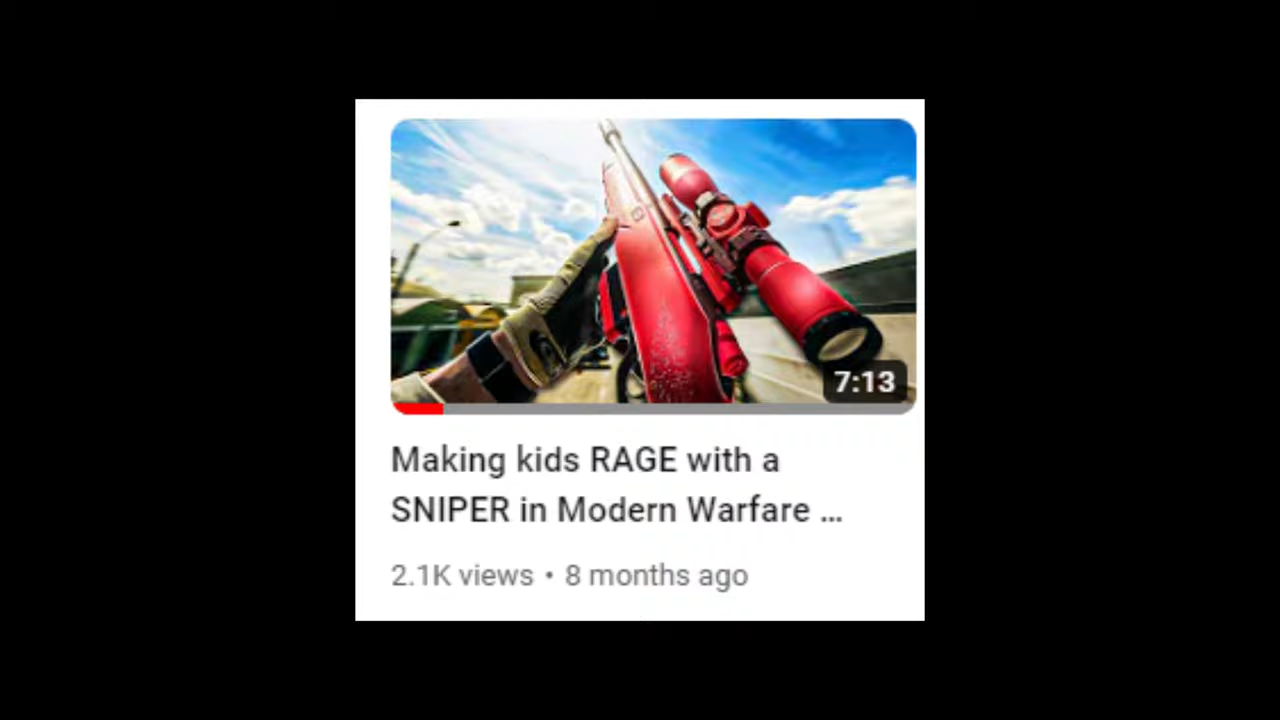 7:13
Making kids RAGE with a
SNIPER in Modern Warfare ...
2.1K views • 8 months ago